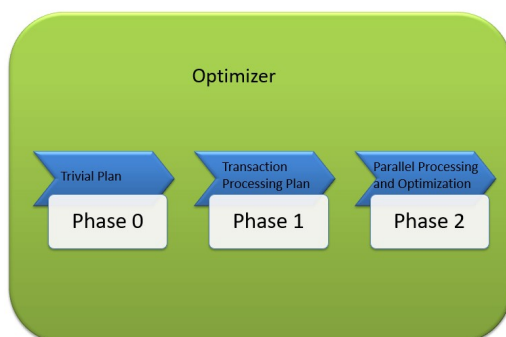 Optimizer
Trivial Plan
Phase 0
Transaction
Processing Plan
Phase 1
Parallel Processing
and Optimization
Phase 2